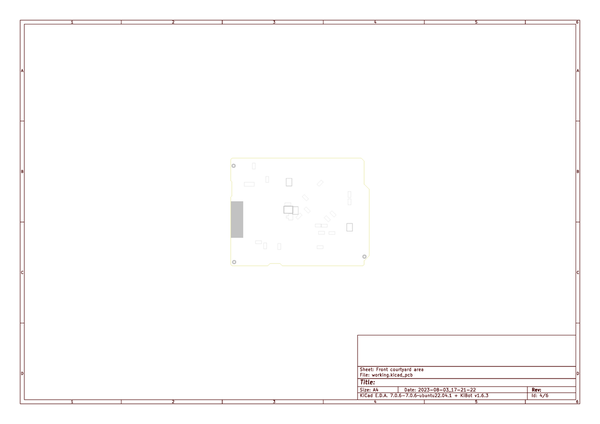 1 2 3 4 5 6
A A
B B
C C
D D
Sheet: Front courtyard area
File: working.kicad_pcb
Title:
Size: A4 Date: 2023-08-03_17-21-22 Rev:
KiCad E.D.A. 7.0.6-7.0.6~ubuntu22.04.1 + KiBot v1.6.3 Id: 4/6
1 2 3 4 5 6